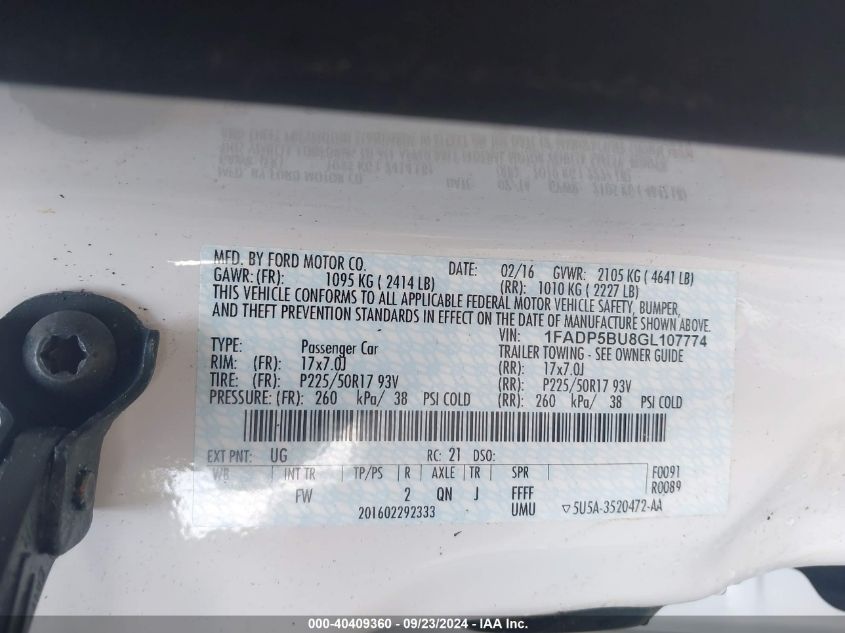 MFD. BY FORD MOTOR CO.
DATE: 02/16 GVWR: 2105 KG ( 4641 LB)
GAWR: (FR): 1095 KG ( 2414 LB) (RR): 1010 KG ( 2227 LB)
THIS VEHICLE CONFORMS TO ALL APPLICABLE FEDERAL MOTOR VEHICLE SAFETY, BUMPER,
AND THEFT PREVENTION STANDARDS IN EFFECT ON THE DATE OF MANUFACTURE SHOWN ABOVE.
VIN: 1FADP5BU8GL107774
TYPE: Passenger Car TRAILER TOWING - SEE OWNER GUIDE
RIM: (FR): 17x7.0J (RR): 17x7.0J
TIRE: (FR): P225/50R17 93V (RR): P225/50R17 93V
PRESSURE: (FR): 260 kPa/ 38 PSI COLD (RR): 260 kPa/ 38 PSI COLD
EXT PNT: UG RC: 21 DSO:
WB INT TR TP/PS R AXLE TR SPR F0091
FW 2 QN J FFFF R0089
201602292333 UMU ▽5U5A-3520472-AA
000-40409360 - 09/23/2024 - IAA Inc.